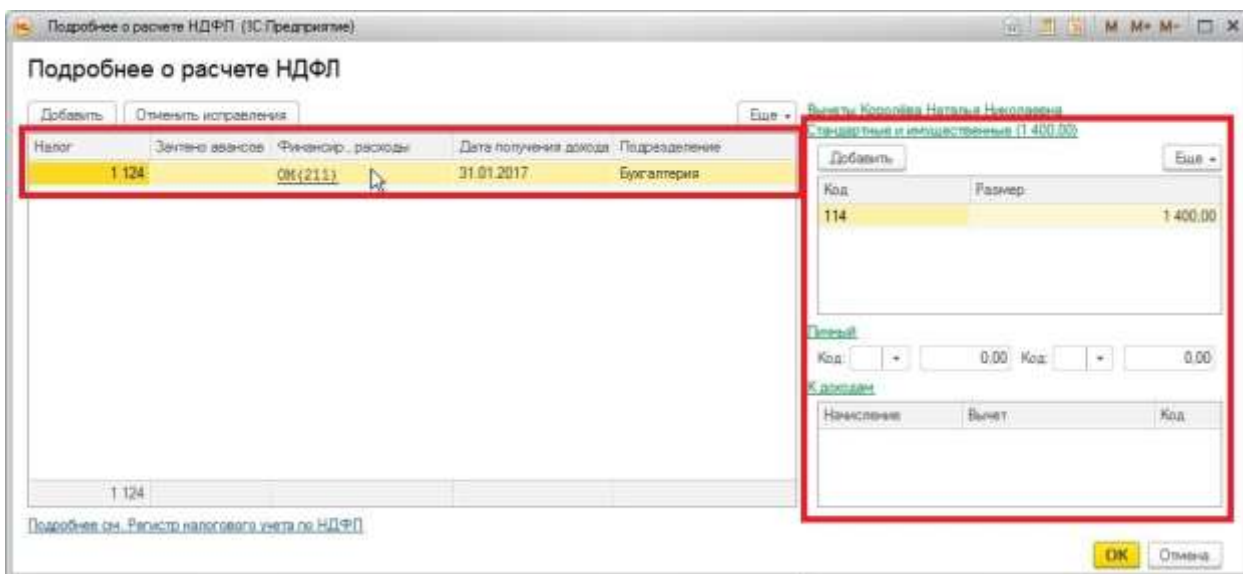 Подробнее о расчете НДФЛ (1С:Предприятие)
M M+ M-
Подробнее о расчете НДФЛ
Добавить Отменить исправления Еще
Вычеты Королёва Наталья Николаевна
Стандартные и имущественные (1 400,00)
Налог Зачтено авансов Финансир. расходы Дата получения дохода Подразделение
1 124 ОМ(211) 31.01.2017 Бухгалтерия
Добавить Еще
Код Размер
114 1 400,00
Личный
Код: 0,00 Код: 0,00
К доходам
Начисление Вычет Код
1 124
Подробнее см. Регистр налогового учета по НДФЛ
ОК Отмена